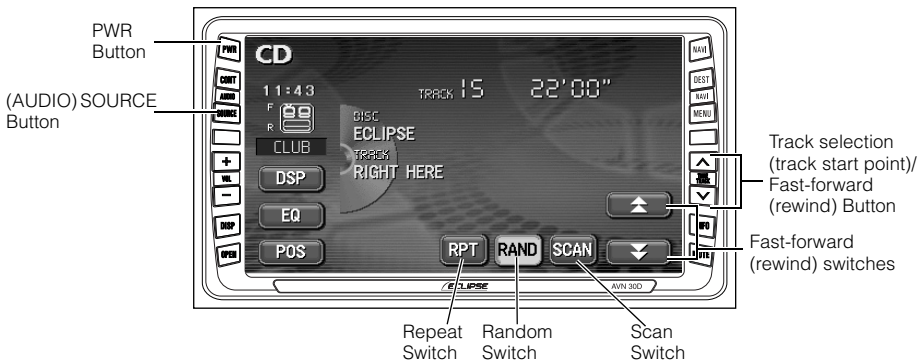 PWR
Button
(AUDIO) SOURCE
Button
PWR
CONT
AUDIO
SOURCE
+
VOL
−
DISP
OPEN
CD
11:43
F
R
CLUB
DSP
EQ
POS
TRACK 15 22'00"
DISC
ECLIPSE
TRACK
RIGHT HERE
RPT RAND SCAN
NAVI
DEST
NAVI
MENU
TRACK
ECLIPSE
AVN 30D
Track selection
(track start point)/
Fast-forward
(rewind) Button
Fast-forward
(rewind) switches
Repeat
Switch
Random
Switch
Scan
Switch